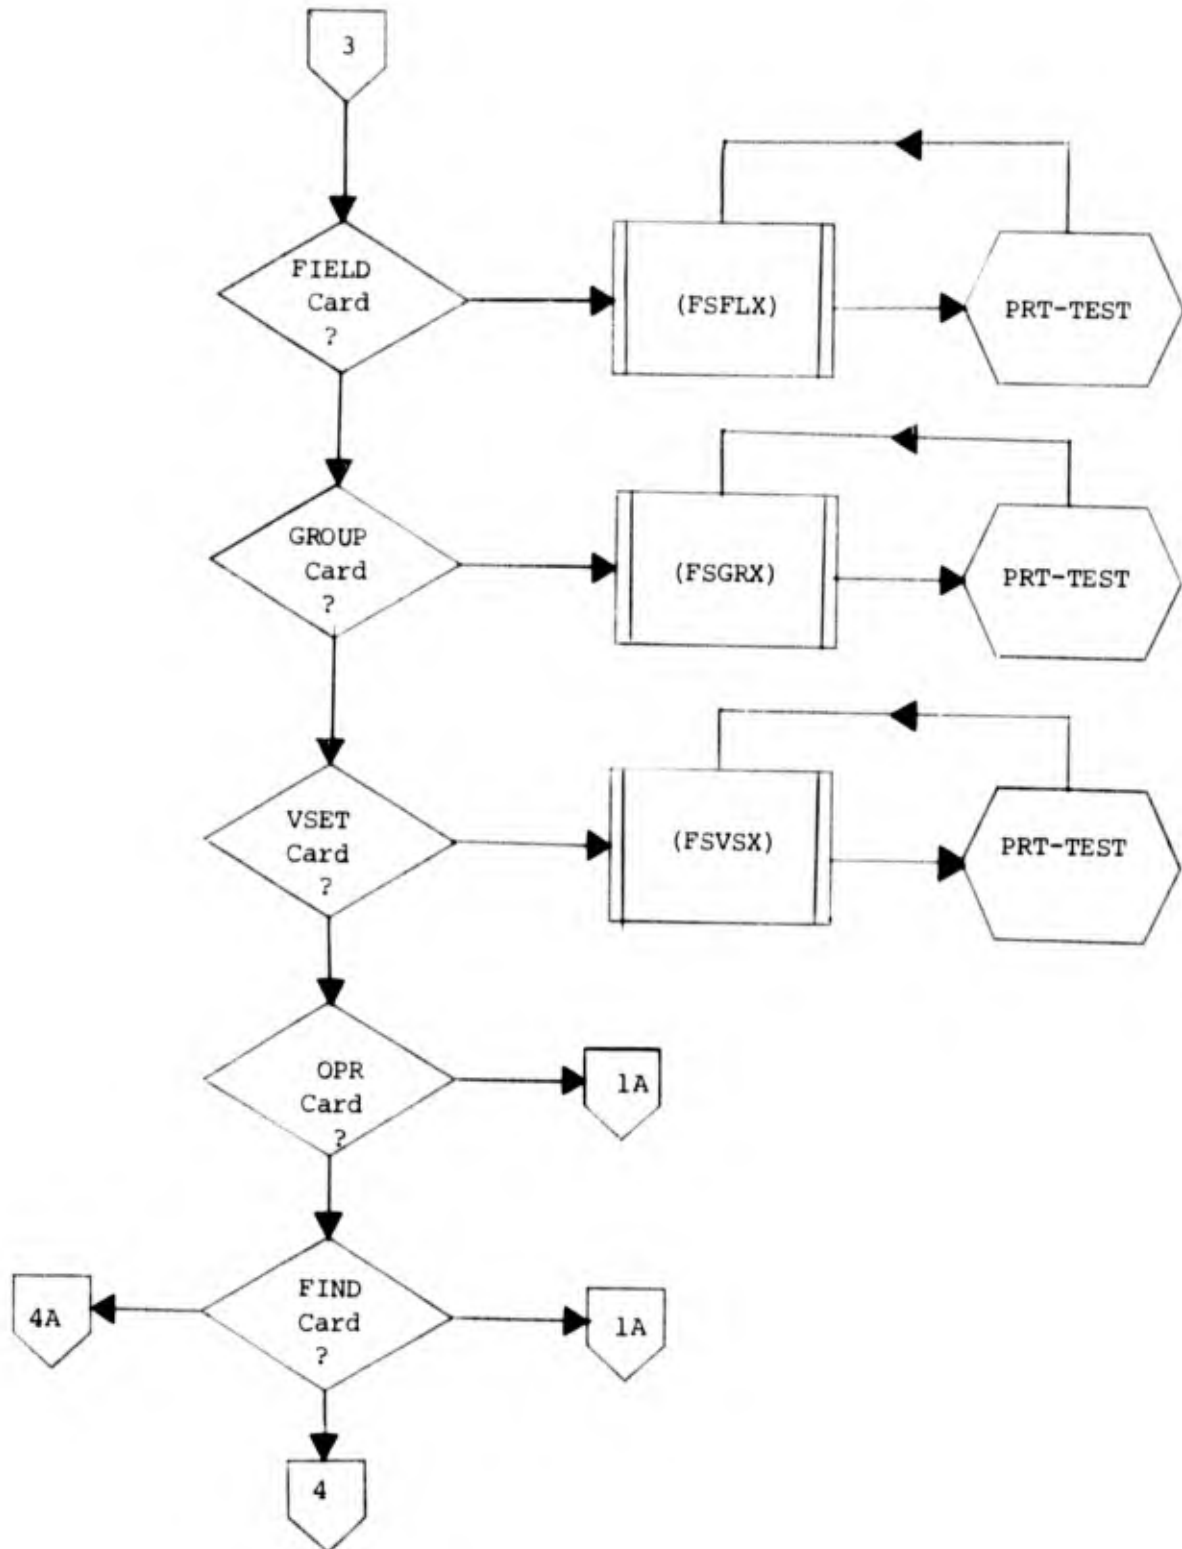 3
FIELD
Card
?
(FSFLX)
PRT-TEST
GROUP
Card
?
(FSGRX)
PRT-TEST
VSET
Card
?
(FSVSX)
PRT-TEST
OPR
Card
?
1A
FIND
Card
?
4A
1A
4